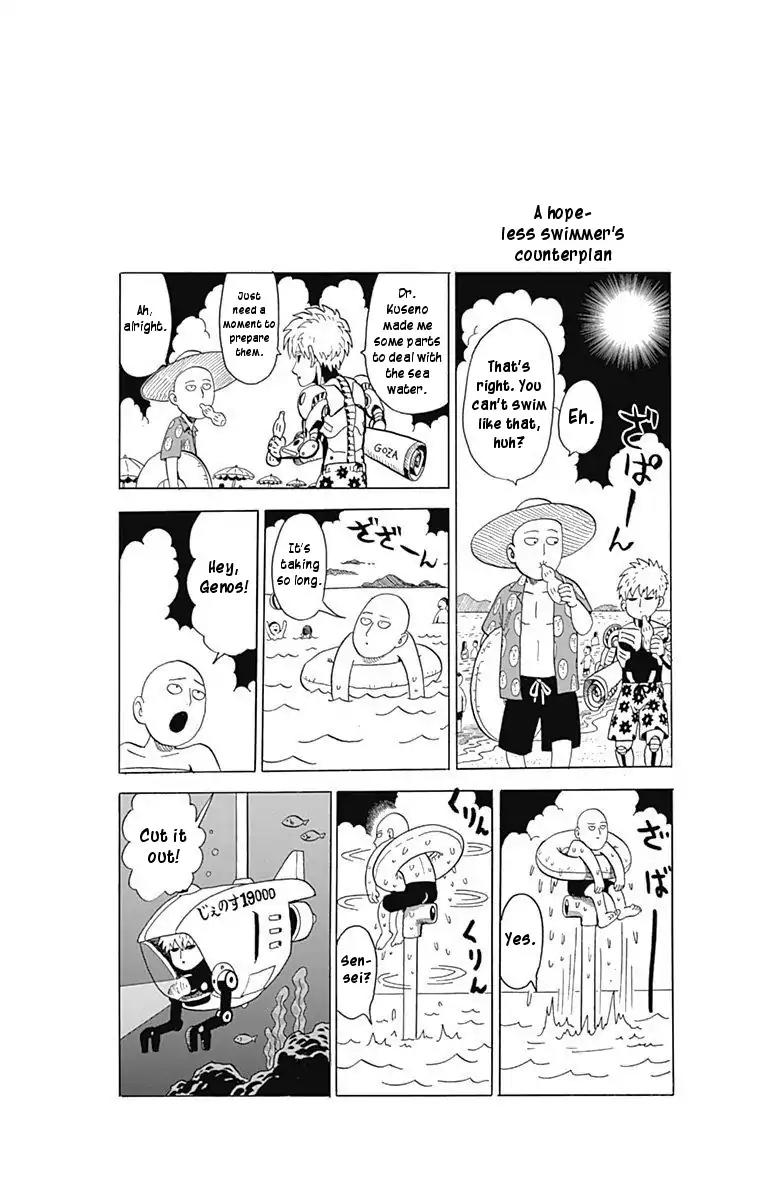 A hope-
less swimmer's
counterplan
Eh.
That's
right. You
can't swim
like that,
huh?
ざぱーん
Dr.
Kuseno
made me
some parts
to deal with
the sea
water.
GOZA
Just
need a
moment to
prepare
them.
Ah,
alright.
ざざーん
It's
taking
so long.
Hey,
Genos!
ざばー
Yes.
くりん
くりん
Sen-
sei?
Cut it
out!
じぇのす19000